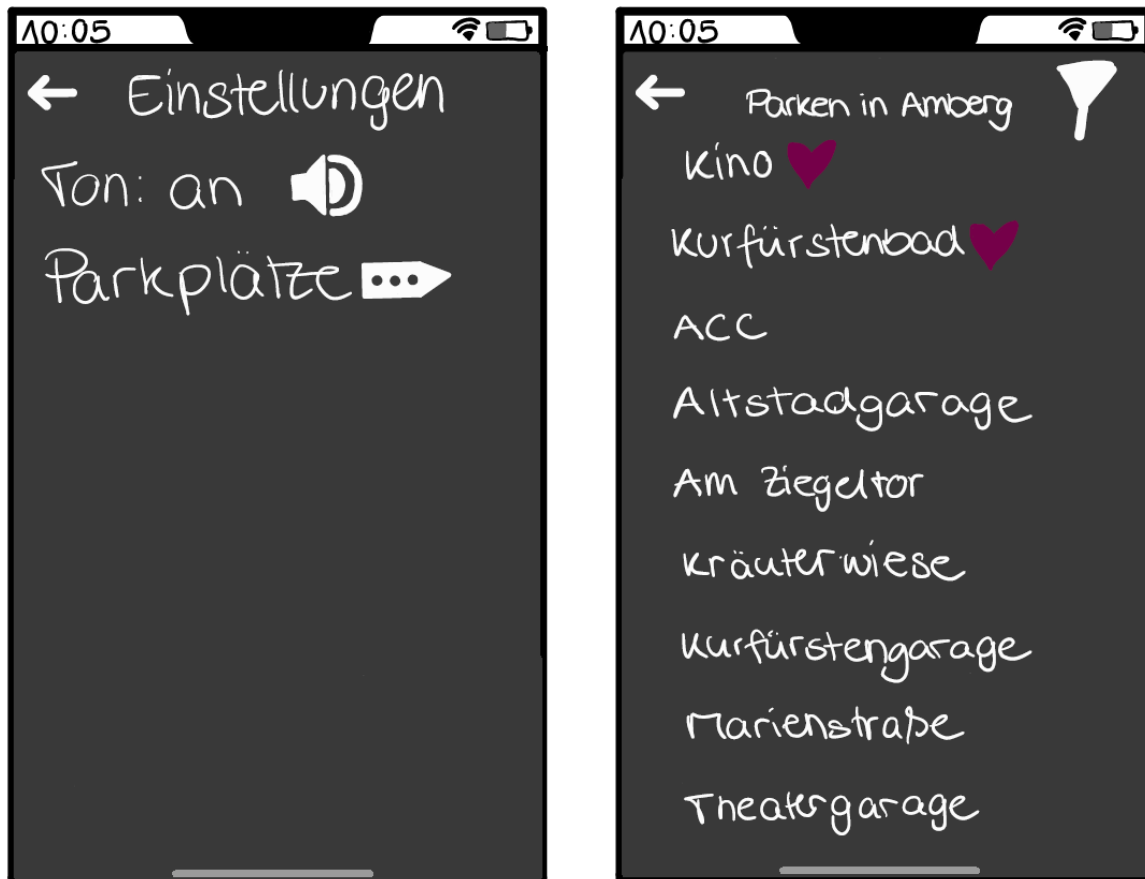 10:05
Einstellungen
Ton: an
Parkplätze
10:05
Parken in Amberg
Kino
Kurfürstenbad
ACC
Altstadgarage
Am Ziegeltor
Kräuterwiese
Kurfürstengarage
Marienstraße
Theatergarage